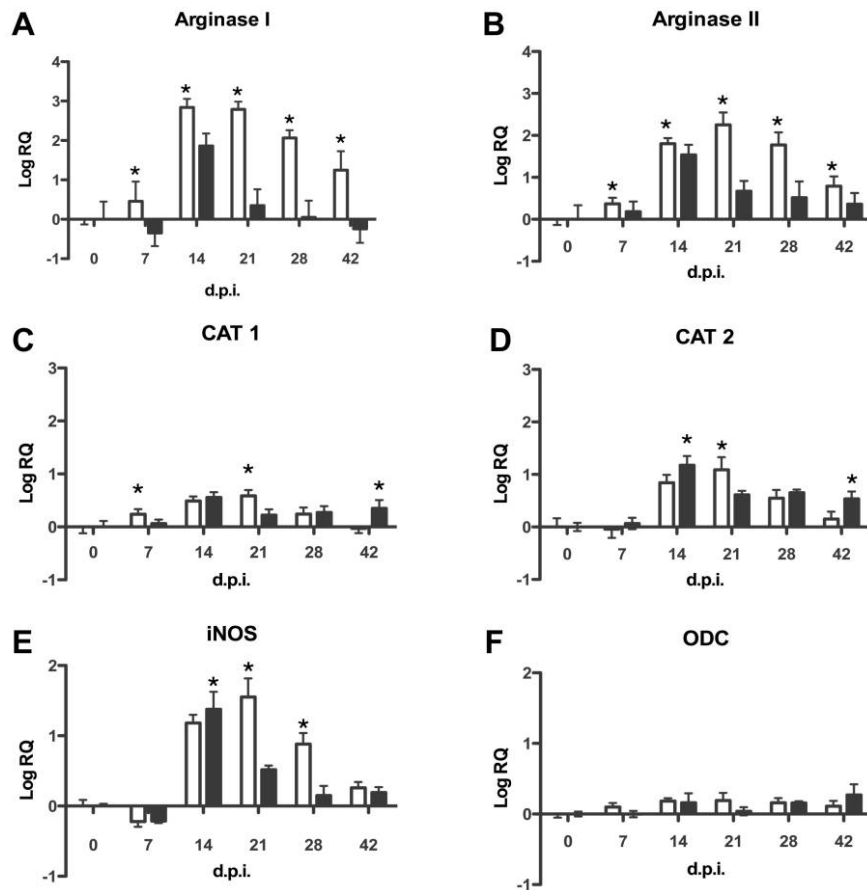 A
Arginase I
Log RQ
4
3
2
1
0
-1
* * * * *
0 7 14 21 28 42
d.p.i.
B
Arginase II
Log RQ
4
3
2
1
0
-1
* * * * *
0 7 14 21 28 42
d.p.i.
C
CAT 1
Log RQ
3
2
1
0
-1
* * *
0 7 14 21 28 42
d.p.i.
D
CAT 2
Log RQ
3
2
1
0
-1
* * *
0 7 14 21 28 42
d.p.i.
E
iNOS
Log RQ
2
1
0
-1
* * *
0 7 14 21 28 42
d.p.i.
F
ODC
Log RQ
2
1
0
-1
0 7 14 21 28 42
d.p.i.